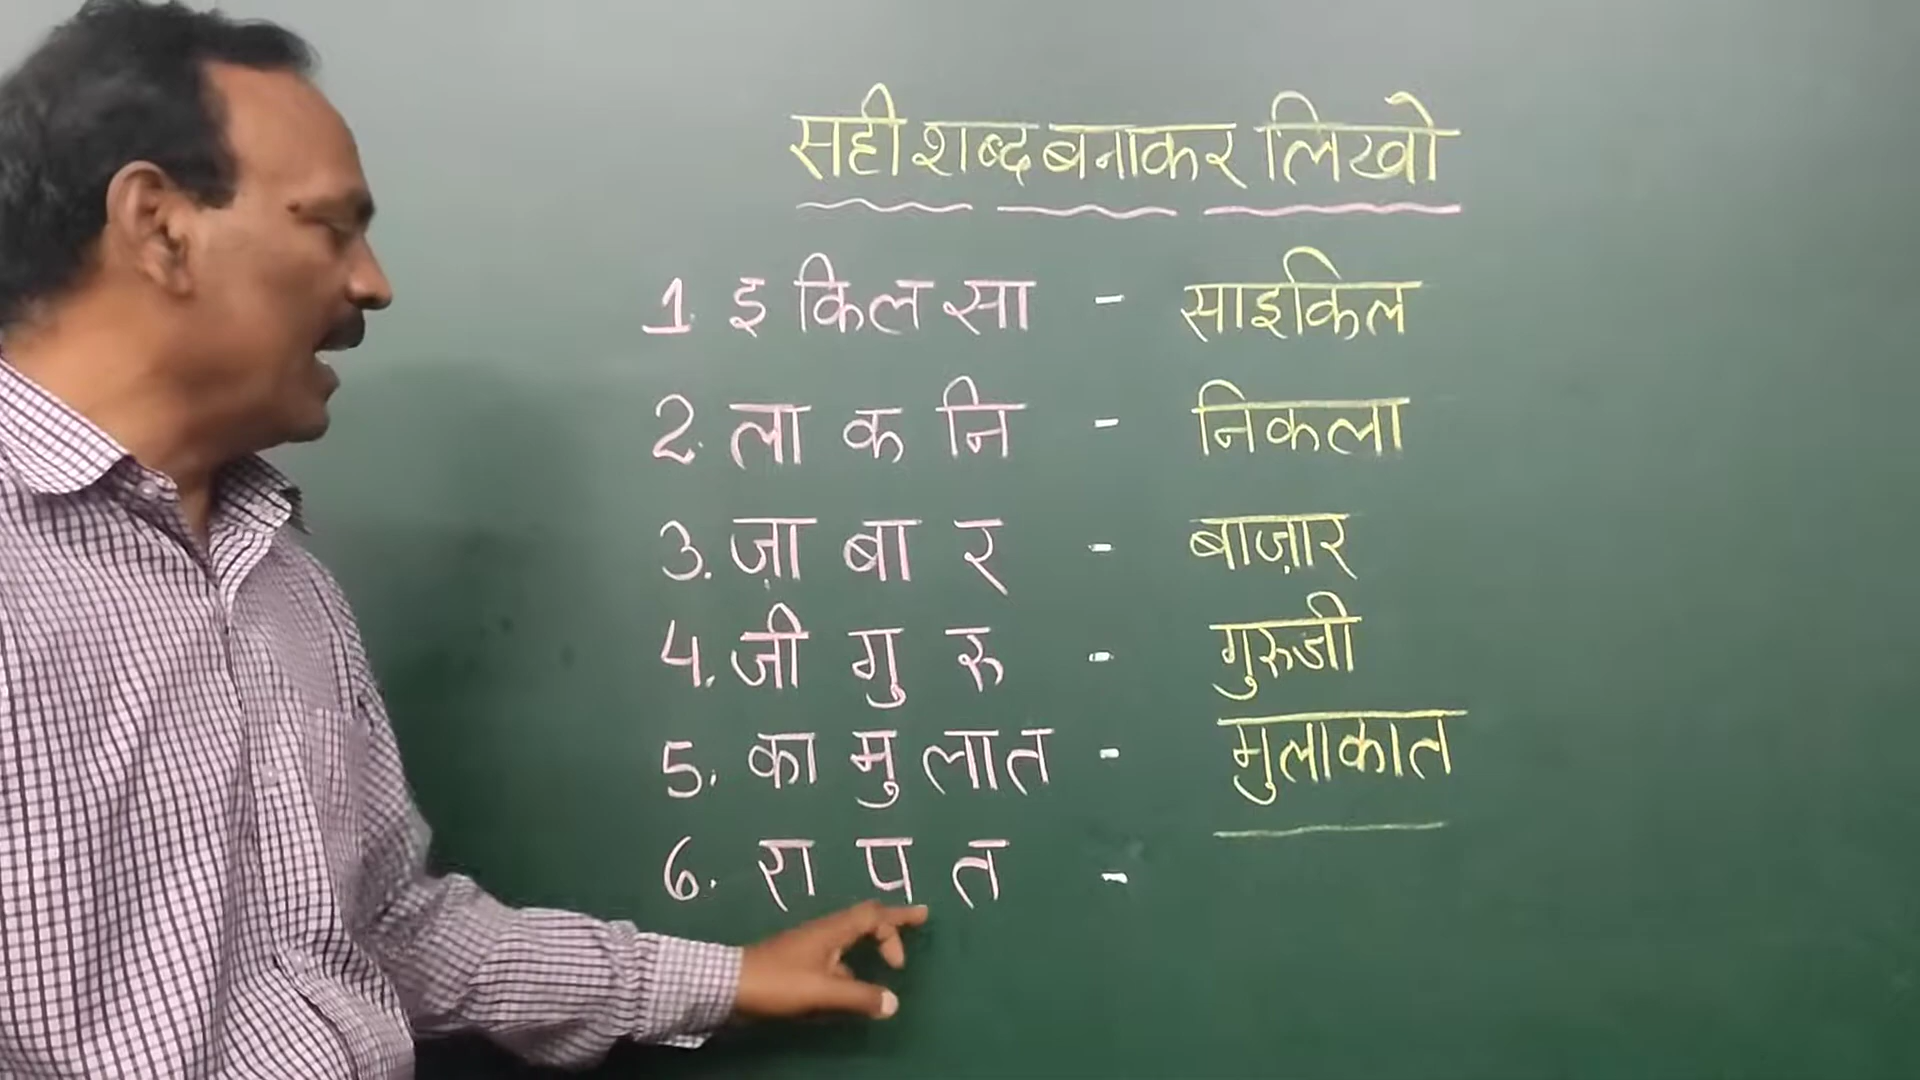 सही शब्द बनाकर लिखो
1. इ कि ल सा - साइकिल
2. ला क नि - निकला
3. ज़ा बा र - बाज़ार
4. जी गु रु - गुरुजी
5. का मु ला त - मुलाकात
6. रा प त -